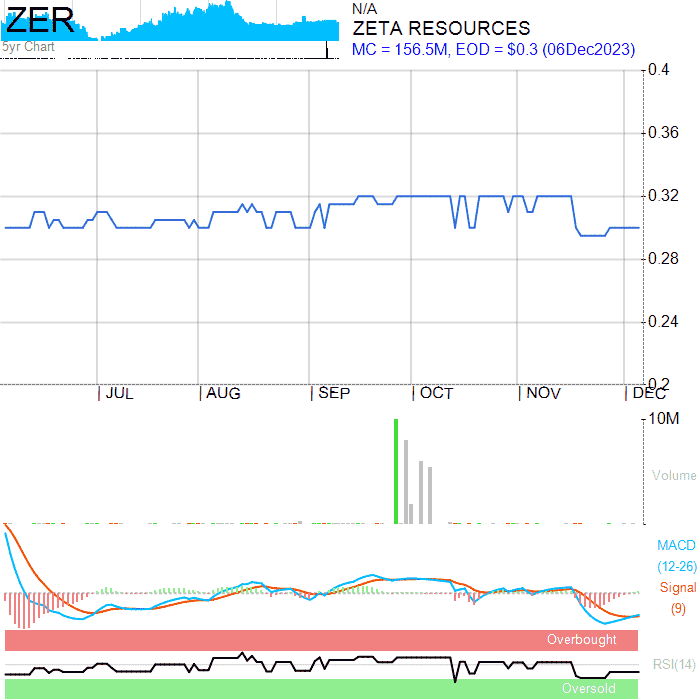 ZER
5yr Chart
N/A
ZETA RESOURCES
MC = 156.5M, EOD = $0.3 (06Dec2023)
0.4
0.36
0.32
0.28
0.24
0.2
JUL AUG SEP OCT NOV DEC
10M
Volume
MACD
(12-26)
Signal
(9)
Overbought
RSI(14)
Oversold